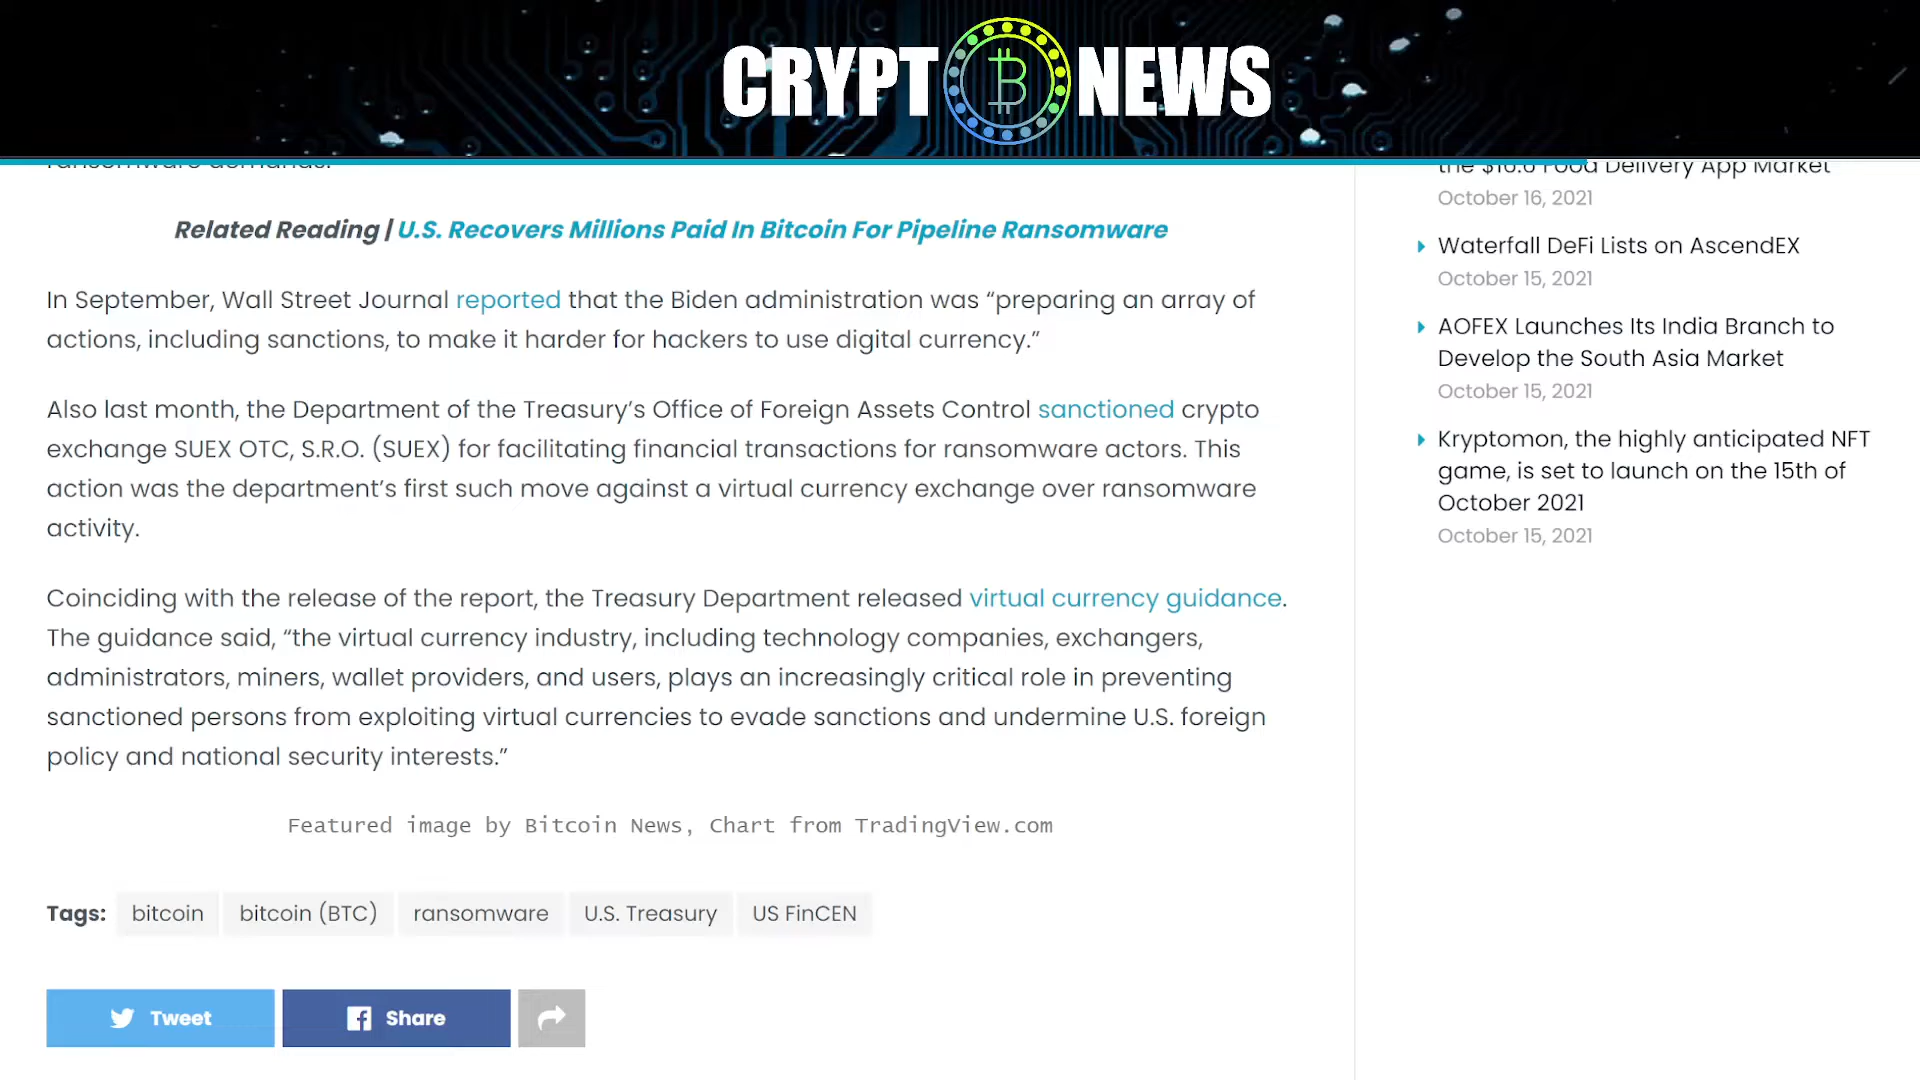 CRYPT NEWS
ransomware demands.
Related Reading | U.S. Recovers Millions Paid In Bitcoin For Pipeline Ransomware
In September, Wall Street Journal reported that the Biden administration was “preparing an array of
actions, including sanctions, to make it harder for hackers to use digital currency.”
Also last month, the Department of the Treasury’s Office of Foreign Assets Control sanctioned crypto
exchange SUEX OTC, S.R.O. (SUEX) for facilitating financial transactions for ransomware actors. This
action was the department’s first such move against a virtual currency exchange over ransomware
activity.
Coinciding with the release of the report, the Treasury Department released virtual currency guidance.
The guidance said, “the virtual currency industry, including technology companies, exchangers,
administrators, miners, wallet providers, and users, plays an increasingly critical role in preventing
sanctioned persons from exploiting virtual currencies to evade sanctions and undermine U.S. foreign
policy and national security interests.”
Featured image by Bitcoin News, Chart from TradingView.com
Tags: bitcoin bitcoin (BTC) ransomware U.S. Treasury US FinCEN
Tweet Share
the $16.6 Food Delivery App Market
October 16, 2021
Waterfall DeFi Lists on AscendEX
October 15, 2021
AOFEX Launches Its India Branch to
Develop the South Asia Market
October 15, 2021
Kryptomon, the highly anticipated NFT
game, is set to launch on the 15th of
October 2021
October 15, 2021